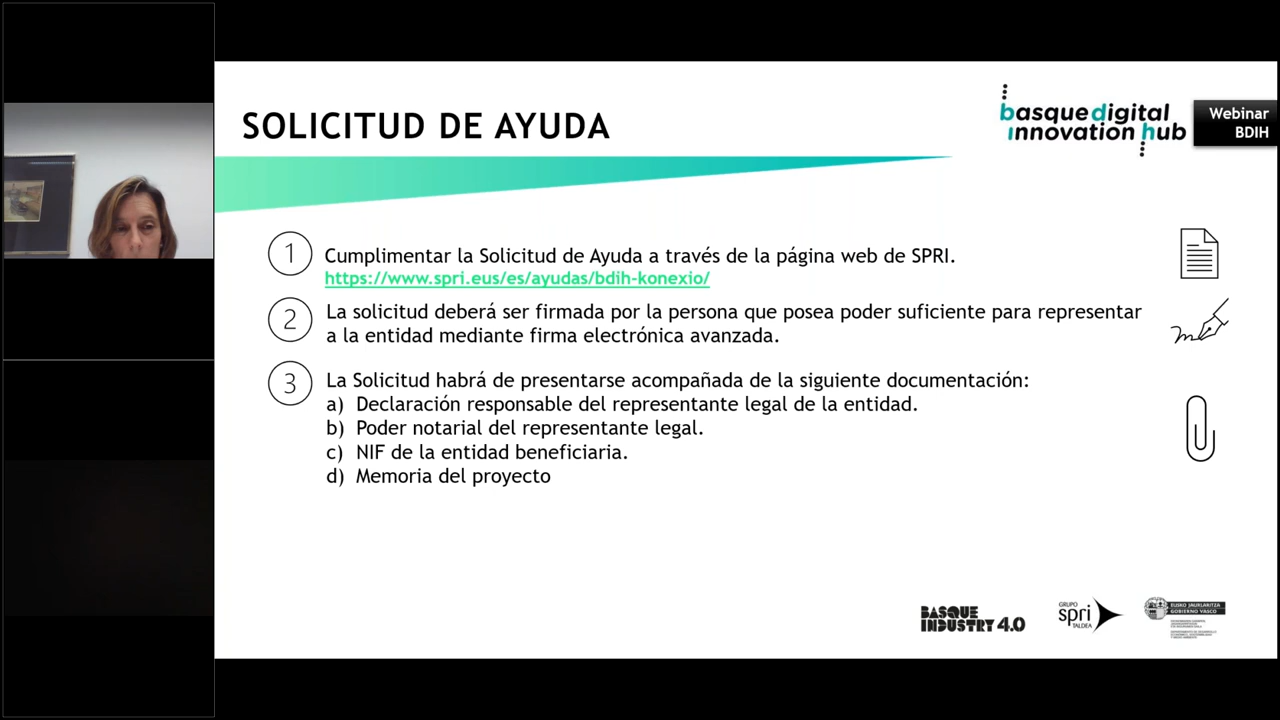 SOLICITUD DE AYUDA
basque digital
innovation hub
Webinar
BDIH
1 Cumplimentar la Solicitud de Ayuda a través de la página web de SPRI.
https://www.spri.eus/es/ayudas/bdih-konexio/
2 La solicitud deberá ser firmada por la persona que posea poder suficiente para representar
a la entidad mediante firma electrónica avanzada.
3 La Solicitud habrá de presentarse acompañada de la siguiente documentación:
a) Declaración responsable del representante legal de la entidad.
b) Poder notarial del representante legal.
c) NIF de la entidad beneficiaria.
d) Memoria del proyecto
BASQUE
INDUSTRY 4.0
GRUPO
spri
TALDEA
EUSKO JAURLARITZA
GOBIERNO VASCO